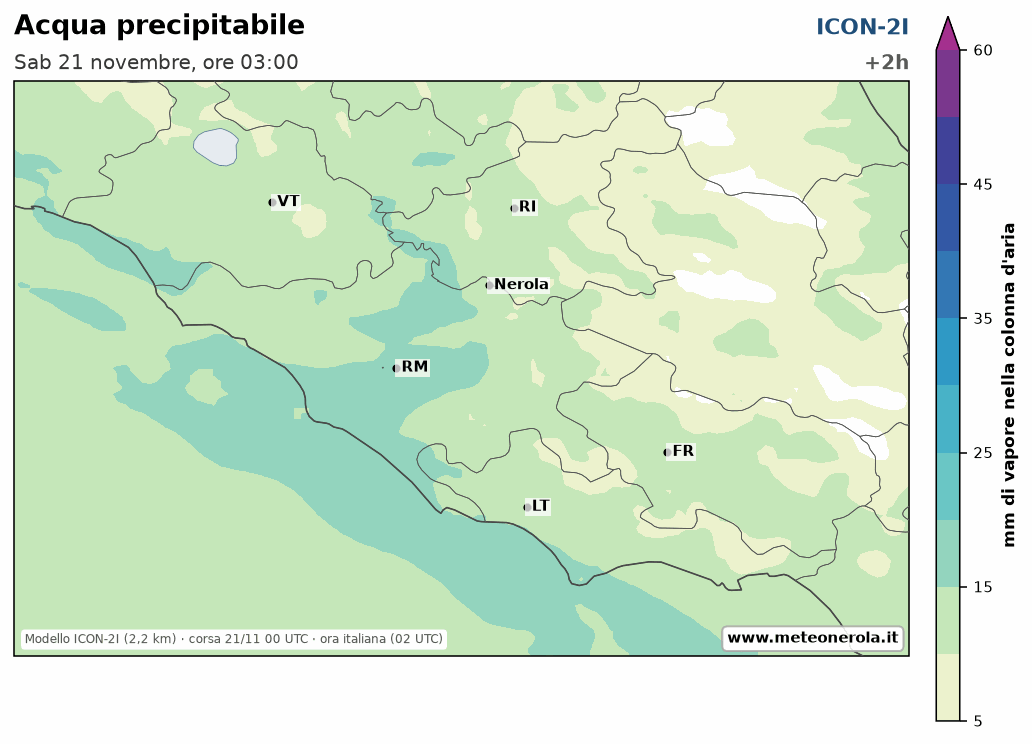 Acqua precipitabile
ICON-2I
Sab 21 novembre, ore 03:00
+2h
60
45
35
25
15
5
mm di vapore nella colonna d'aria
VT
RI
Nerola
RM
FR
LT
Modello ICON-2I (2,2 km) · corsa 21/11 00 UTC · ora italiana (02 UTC)
www.meteonerola.it